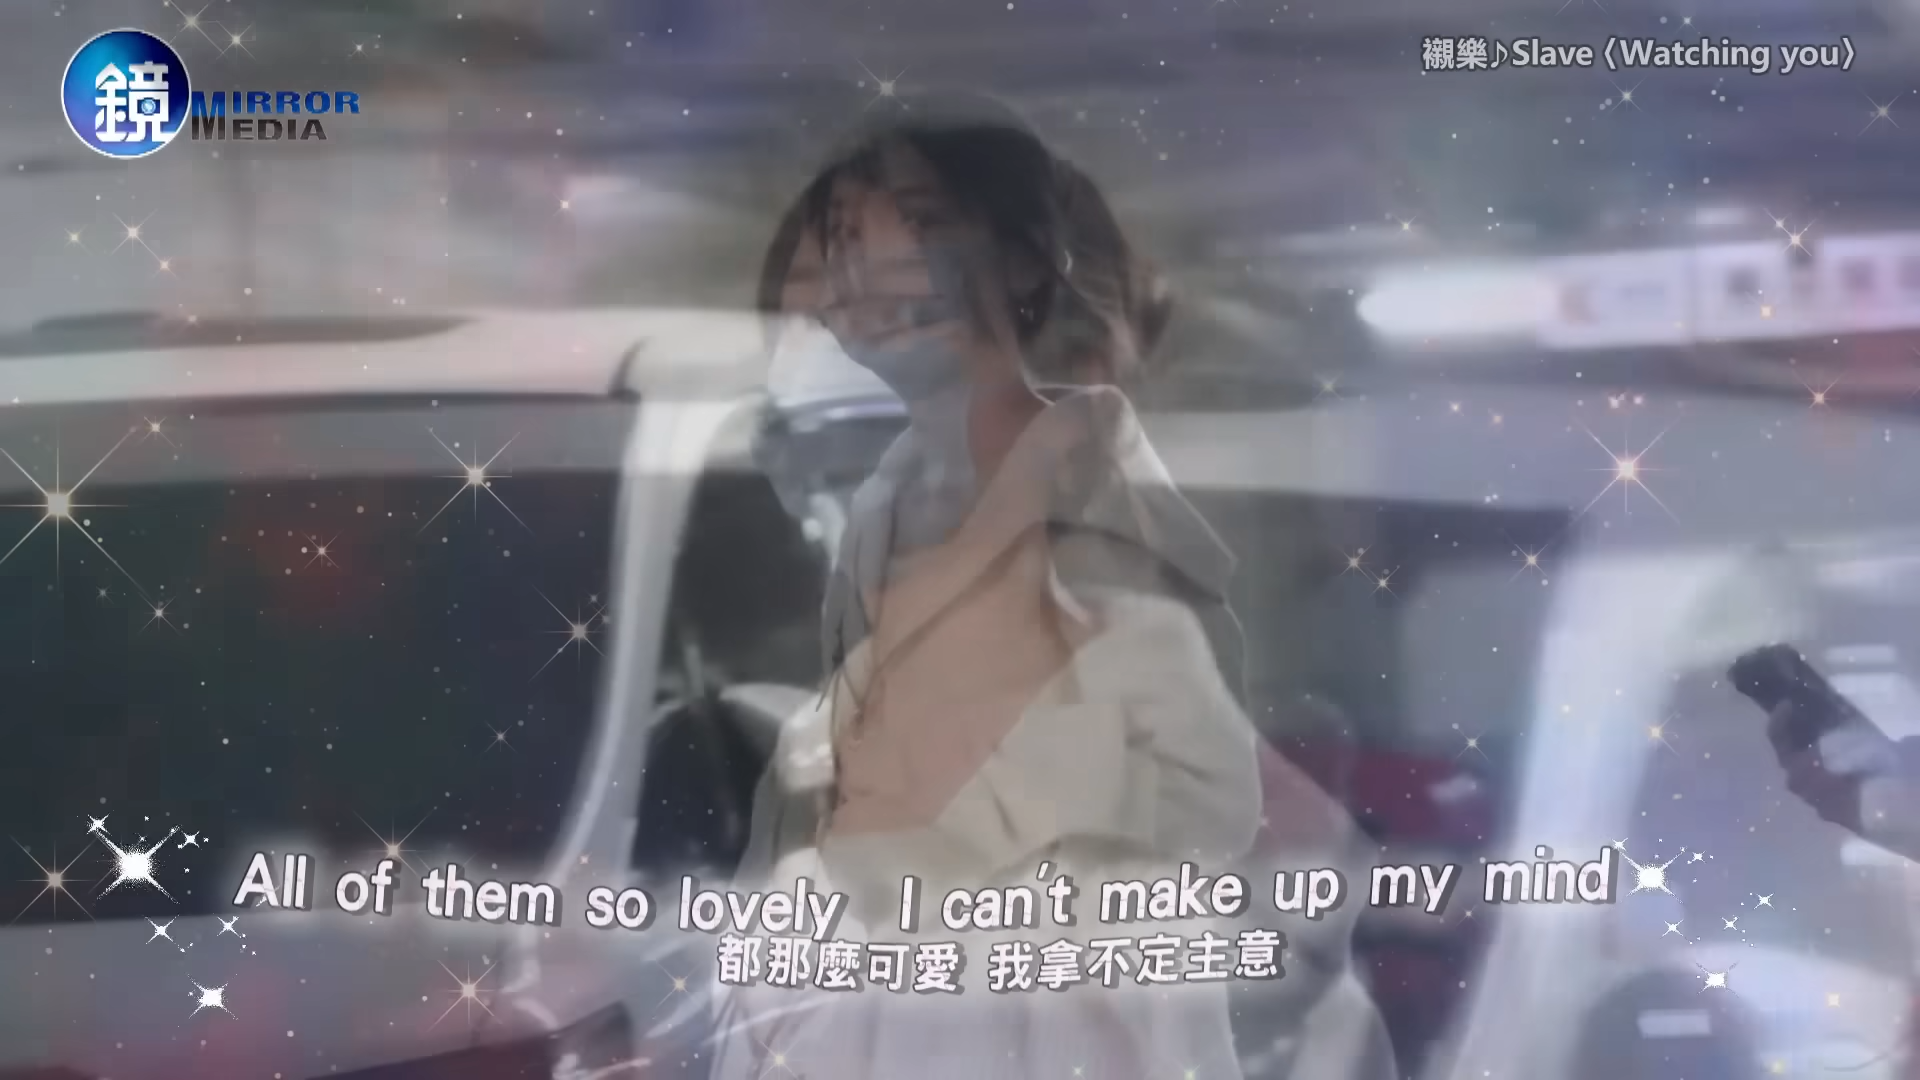 鏡 MIRROR MEDIA
襯樂♪Slave〈Watching you〉
All of them so lovely I can't make up my mind
都那麼可愛 我拿不定主意